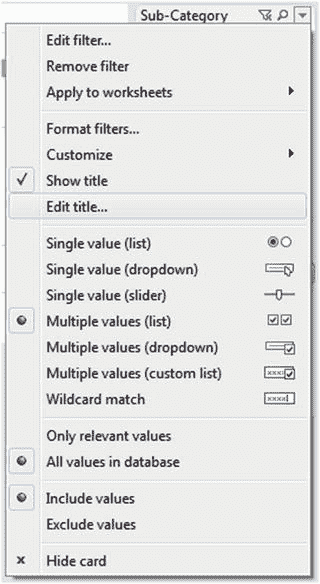 Sub-Category
Edit filter...
Remove filter
Apply to worksheets
Format filters...
Customize
Show title
Edit title...
Single value (list)
Single value (dropdown)
Single value (slider)
Multiple values (list)
Multiple values (dropdown)
Multiple values (custom list)
Wildcard match
Only relevant values
All values in database
Include values
Exclude values
Hide card